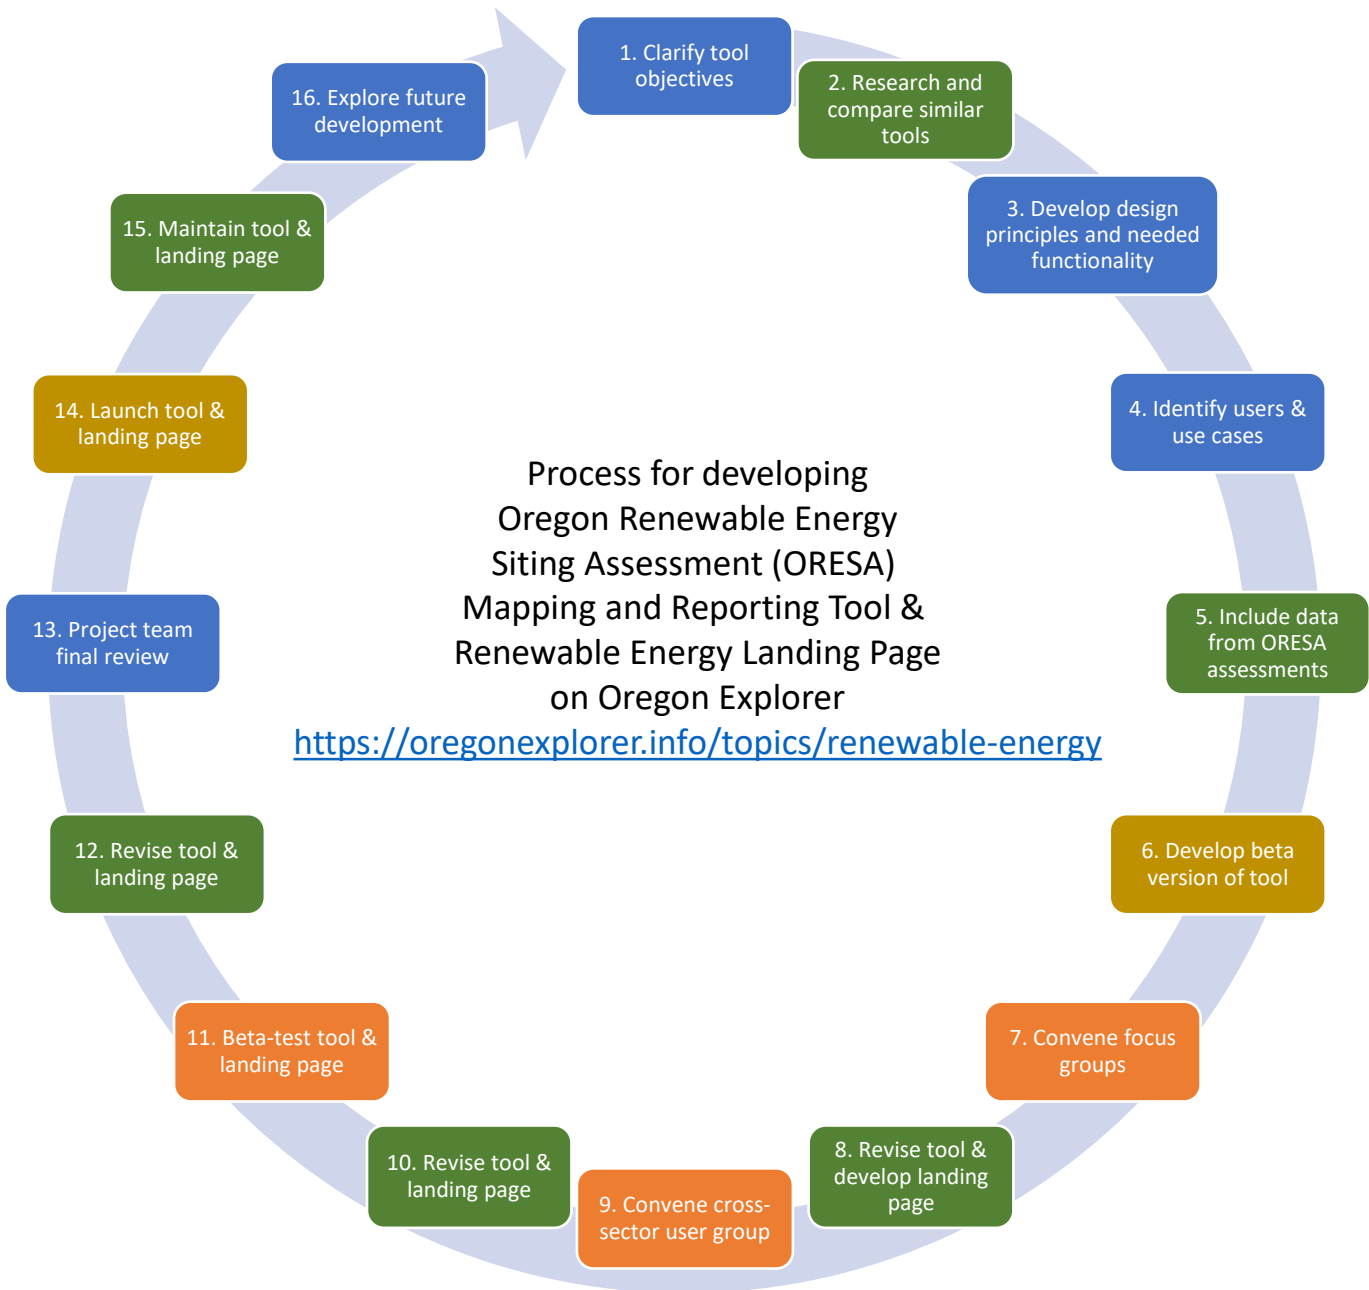 1. Clarify tool
objectives
2. Research and
compare similar
tools
3. Develop design
principles and needed
functionality
4. Identify users &
use cases
5. Include data
from ORESA
assessments
6. Develop beta
version of tool
7. Convene focus
groups
8. Revise tool &
develop landing
page
9. Convene cross-
sector user group
10. Revise tool &
landing page
11. Beta-test tool &
landing page
12. Revise tool &
landing page
13. Project team
final review
14. Launch tool &
landing page
15. Maintain tool &
landing page
16. Explore future
development
Process for developing
Oregon Renewable Energy
Siting Assessment (ORESA)
Mapping and Reporting Tool &
Renewable Energy Landing Page
on Oregon Explorer
https://oregonexplorer.info/topics/renewable-energy